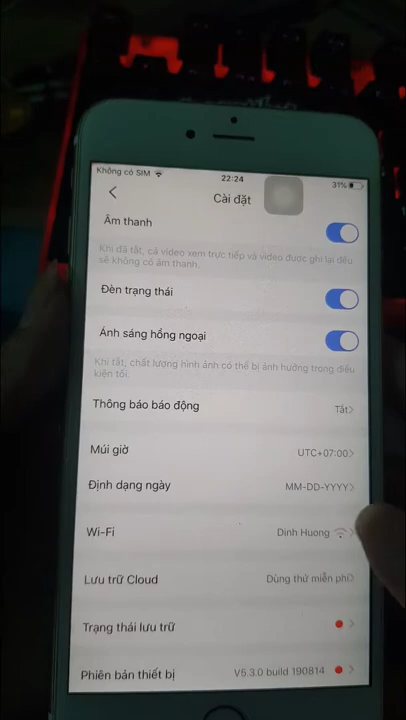 Không có SIM
22:24
31%
Cài đặt
Âm thanh
Khi đã tắt, cả video xem trực tiếp và video được ghi lại đều
sẽ không có âm thanh.
Đèn trạng thái
Ánh sáng hồng ngoại
Khi tắt, chất lượng hình ảnh có thể bị ảnh hưởng trong điều
kiện tối.
Thông báo báo động
Tắt
Múi giờ
UTC+07:00
Định dạng ngày
MM-DD-YYYY
Wi-Fi
Dinh Huong
Lưu trữ Cloud
Dùng thử miễn phí
Trạng thái lưu trữ
Phiên bản thiết bị
V5.3.0 build 190814